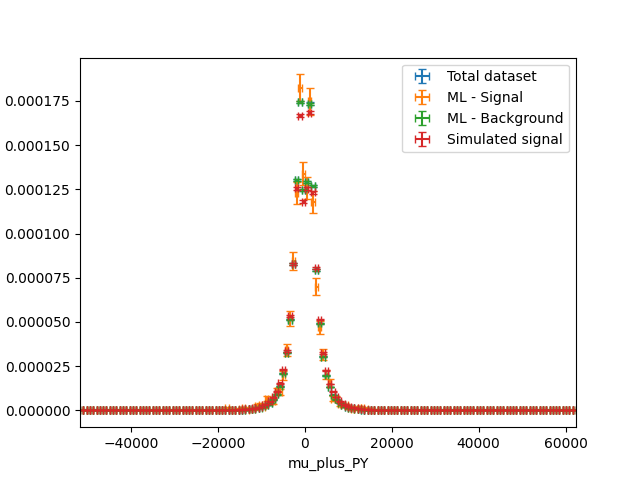 Total dataset
ML - Signal
ML - Background
Simulated signal
0.000175
0.000150
0.000125
0.000100
0.000075
0.000050
0.000025
0.000000
−40000 −20000 0 20000 40000 60000
mu_plus_PY